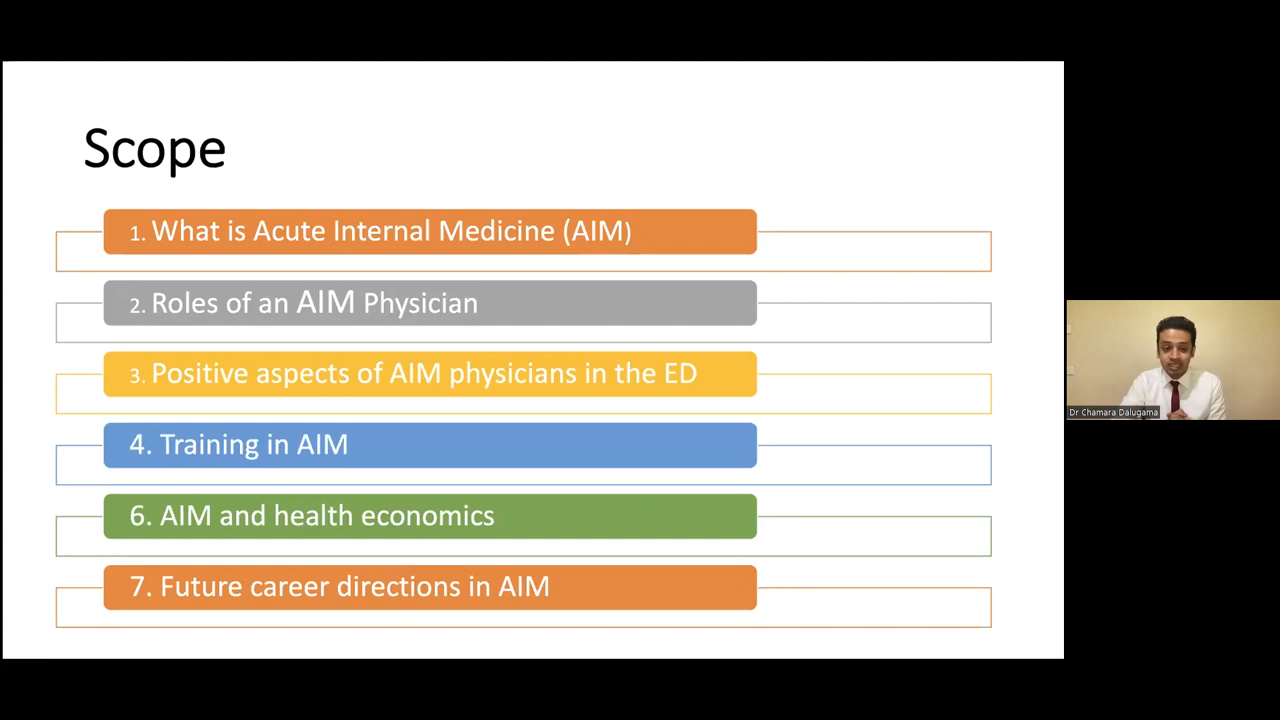 Scope
1. What is Acute Internal Medicine (AIM)
2. Roles of an AIM Physician
3. Positive aspects of AIM physicians in the ED
4. Training in AIM
6. AIM and health economics
7. Future career directions in AIM
Dr Chamara Dalugama